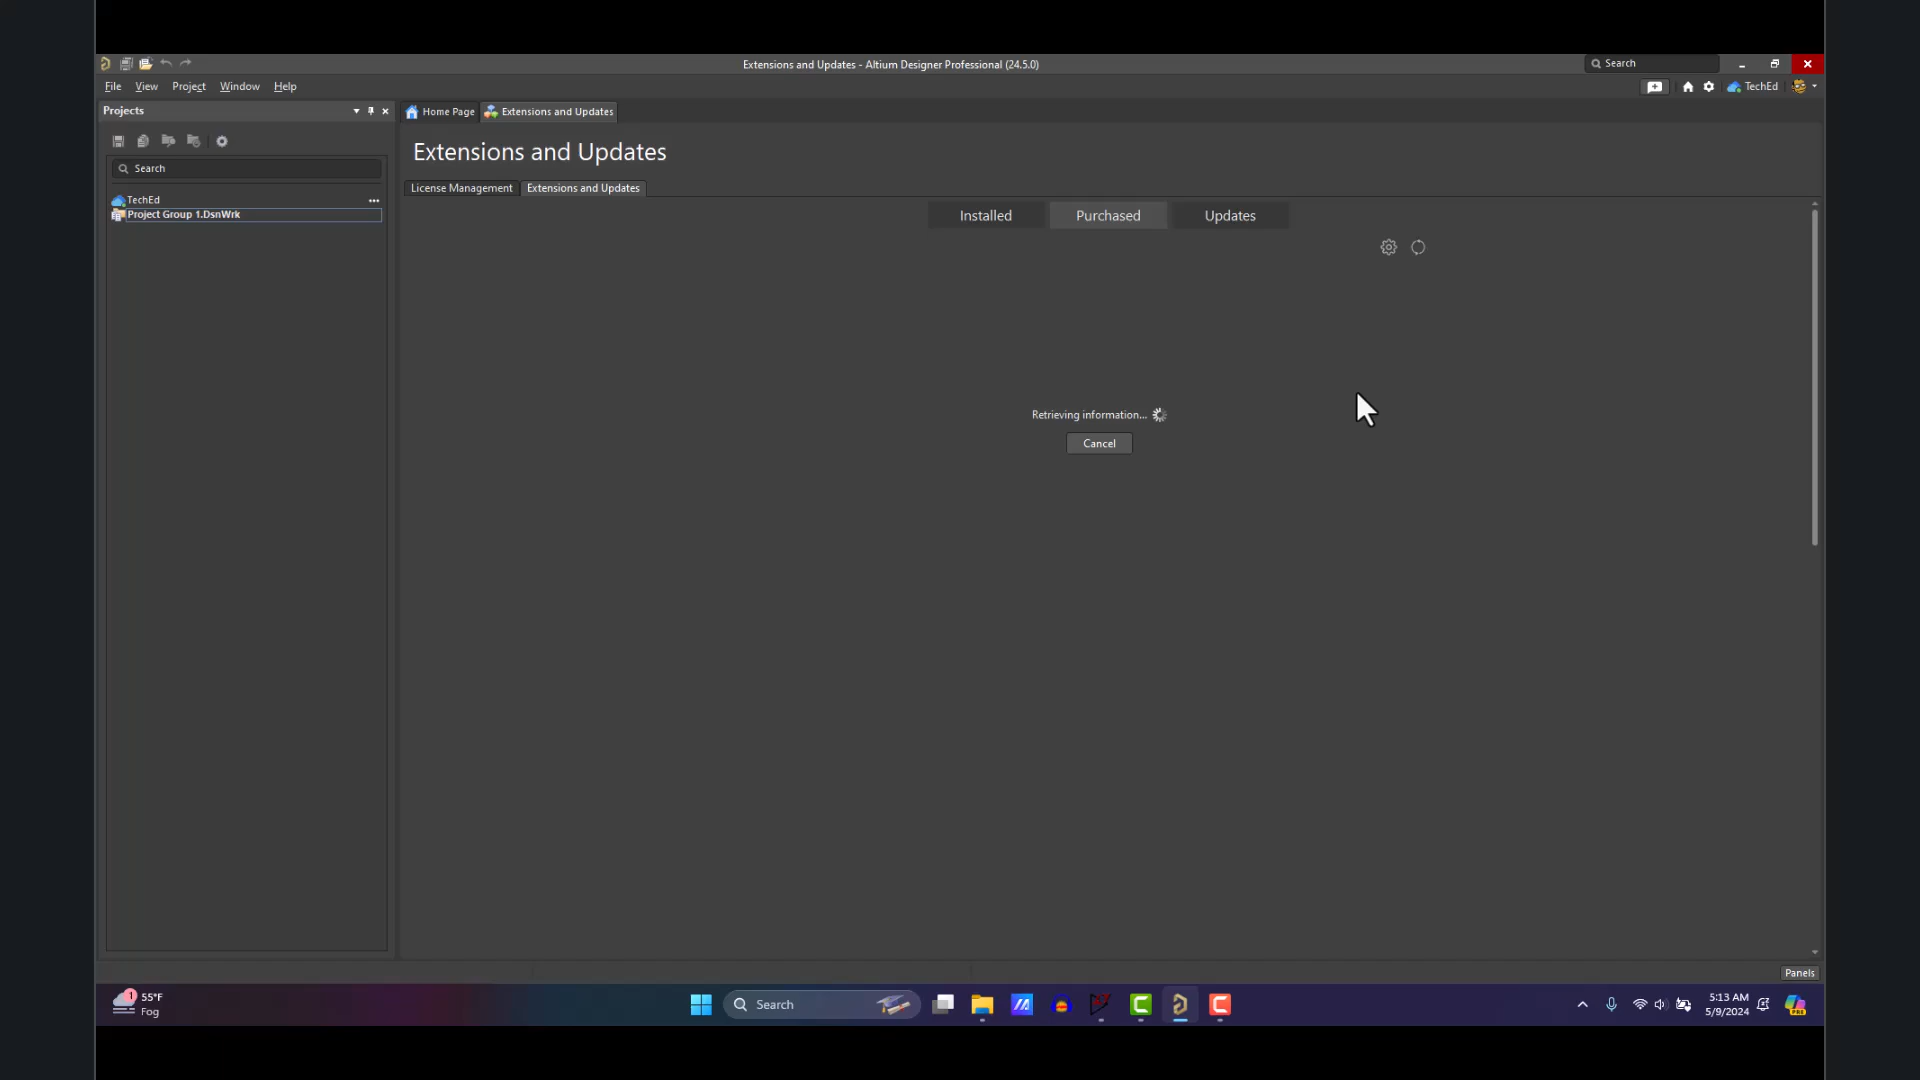 Extensions and Updates - Altium Designer Professional (24.5.0)
Search
File View Project Window Help
TechEd
Projects
Home Page
Extensions and Updates
Search
Extensions and Updates
License Management
Extensions and Updates
TechEd
Project Group 1.DsnWrk
Installed
Purchased
Updates
Retrieving information...
Cancel
Panels
1
55°F
Fog
Search
5:13 AM
5/9/2024